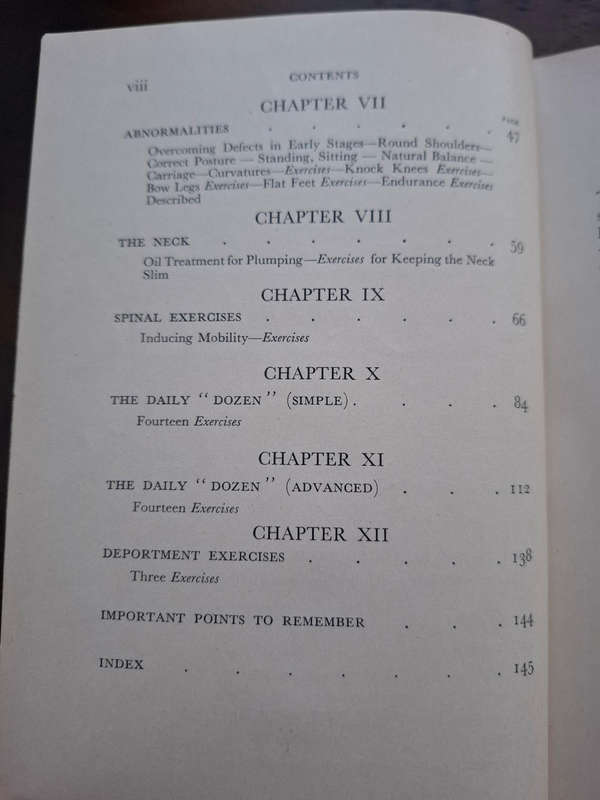 viii
CONTENTS
CHAPTER VII
PAGE
ABNORMALITIES . . . . . . 47
Overcoming Defects in Early Stages—Round Shoulders—
Correct Posture — Standing, Sitting — Natural Balance —
Carriage—Curvatures—Exercises—Knock Knees Exercises—
Bow Legs Exercises—Flat Feet Exercises—Endurance Exercises
Described
CHAPTER VIII
THE NECK . . . . . . . 59
Oil Treatment for Plumping—Exercises for Keeping the Neck
Slim
CHAPTER IX
SPINAL EXERCISES . . . . . . 66
Inducing Mobility—Exercises
CHAPTER X
THE DAILY “ DOZEN ” (SIMPLE) . . . . 84
Fourteen Exercises
CHAPTER XI
THE DAILY “ DOZEN ” (ADVANCED) . . . 112
Fourteen Exercises
CHAPTER XII
DEPORTMENT EXERCISES . . . . . 138
Three Exercises
IMPORTANT POINTS TO REMEMBER . . . 144
INDEX . . . . . . . 145